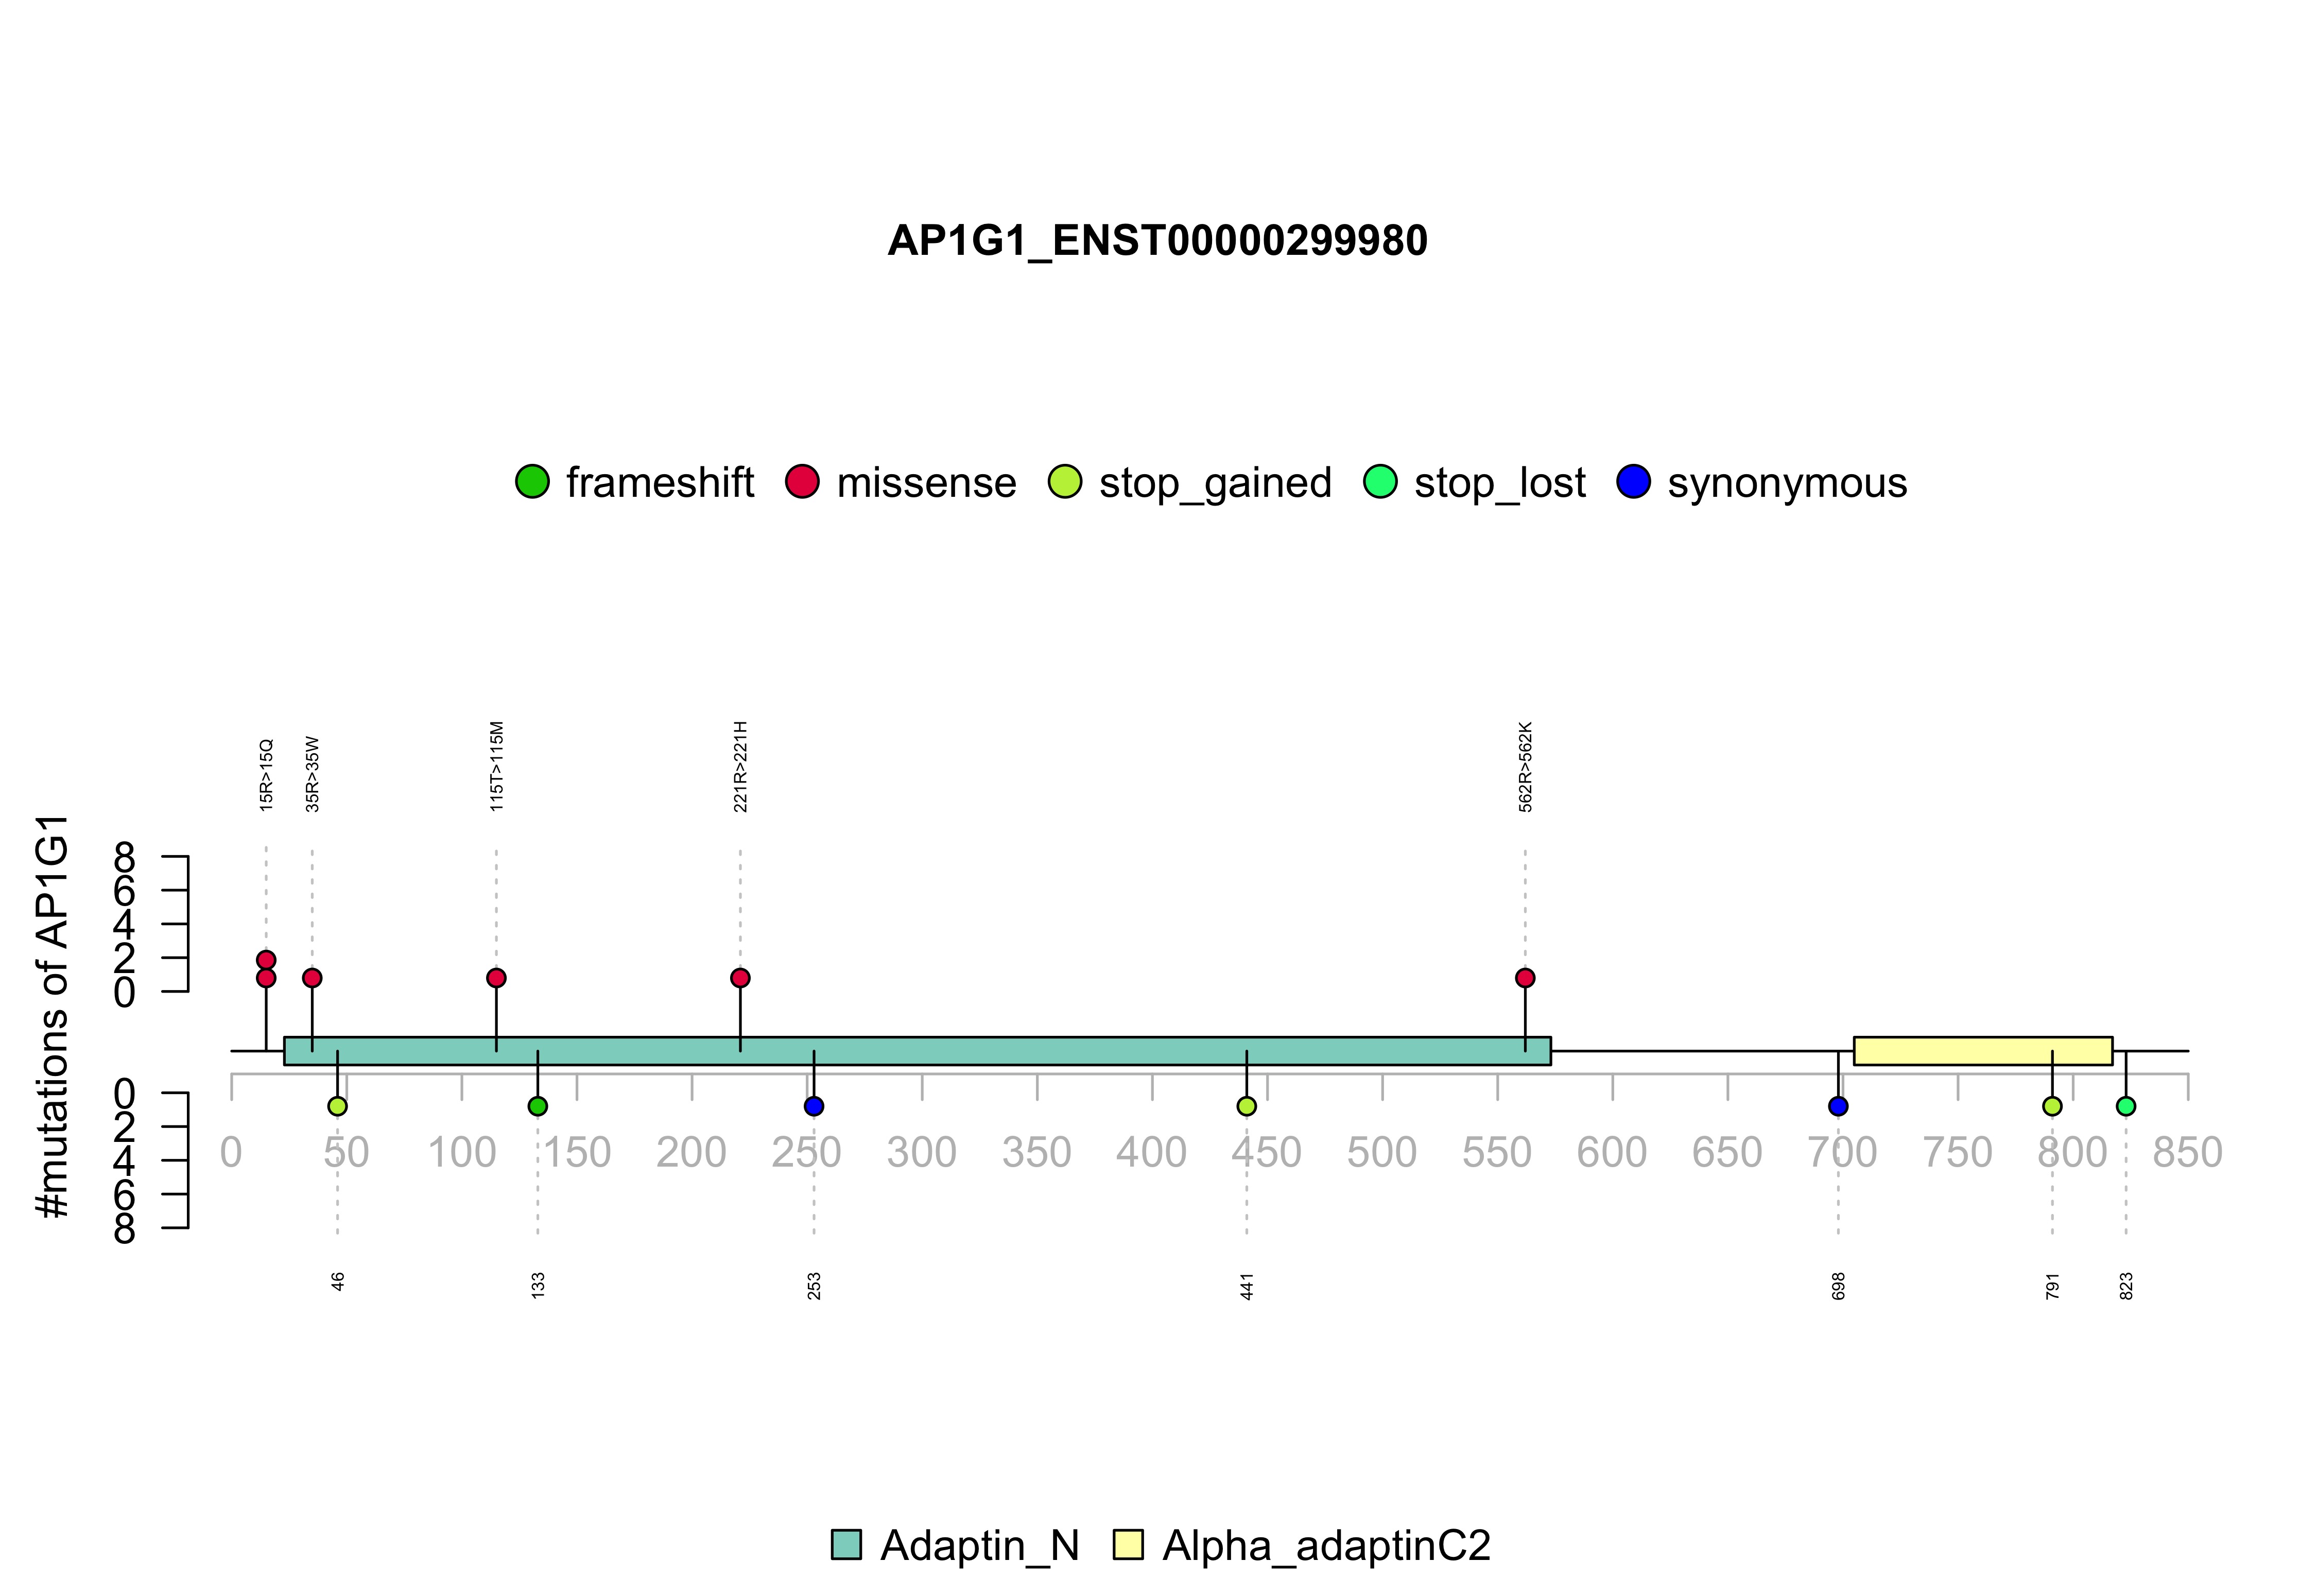 AP1G1_ENST00000299980
frameshift missense stop_gained stop_lost synonymous
15R>15Q 35R>35W 115T>115M 221R>221H 562R>562K
#mutations of AP1G1
8
6
4
2
0
0
2
4
6
8
0 50 100 150 200 250 300 350 400 450 500 550 600 650 700 750 800 850
46 133 253 441 698 791 823
Adaptin_N Alpha_adaptinC2